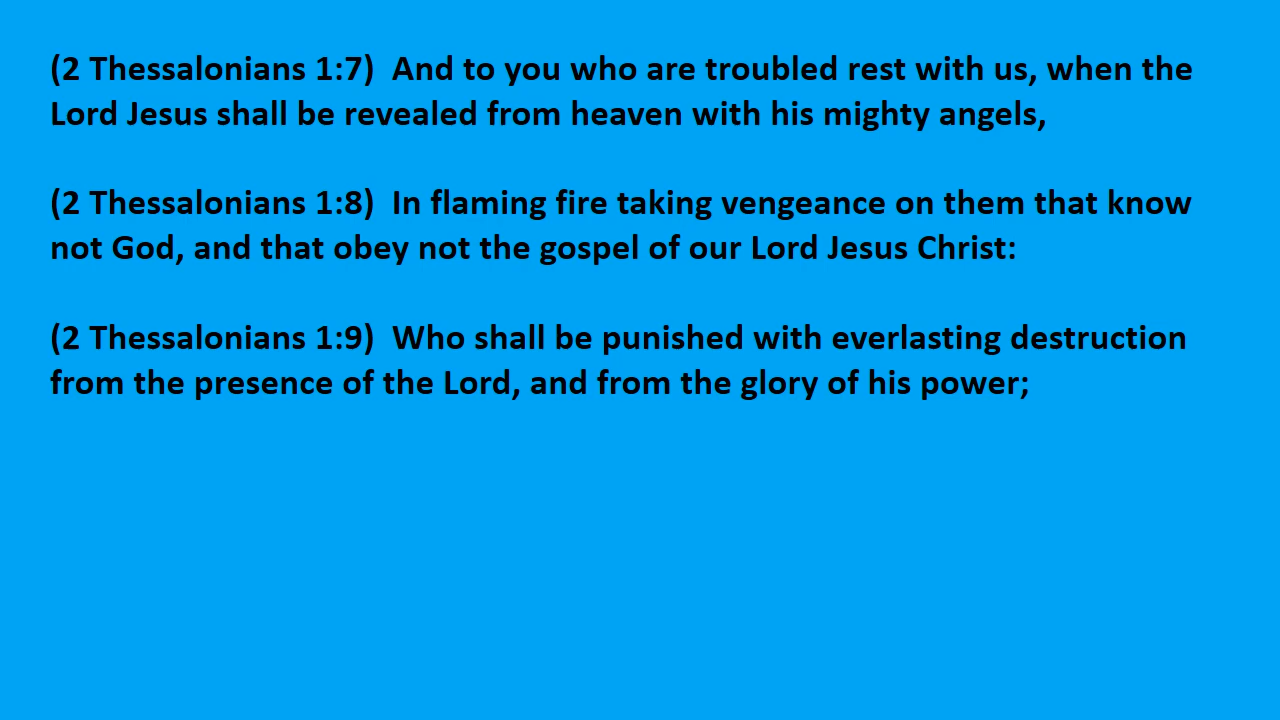 (2 Thessalonians 1:7)  And to you who are troubled rest with us, when the
Lord Jesus shall be revealed from heaven with his mighty angels,
(2 Thessalonians 1:8)  In flaming fire taking vengeance on them that know
not God, and that obey not the gospel of our Lord Jesus Christ:
(2 Thessalonians 1:9)  Who shall be punished with everlasting destruction
from the presence of the Lord, and from the glory of his power;